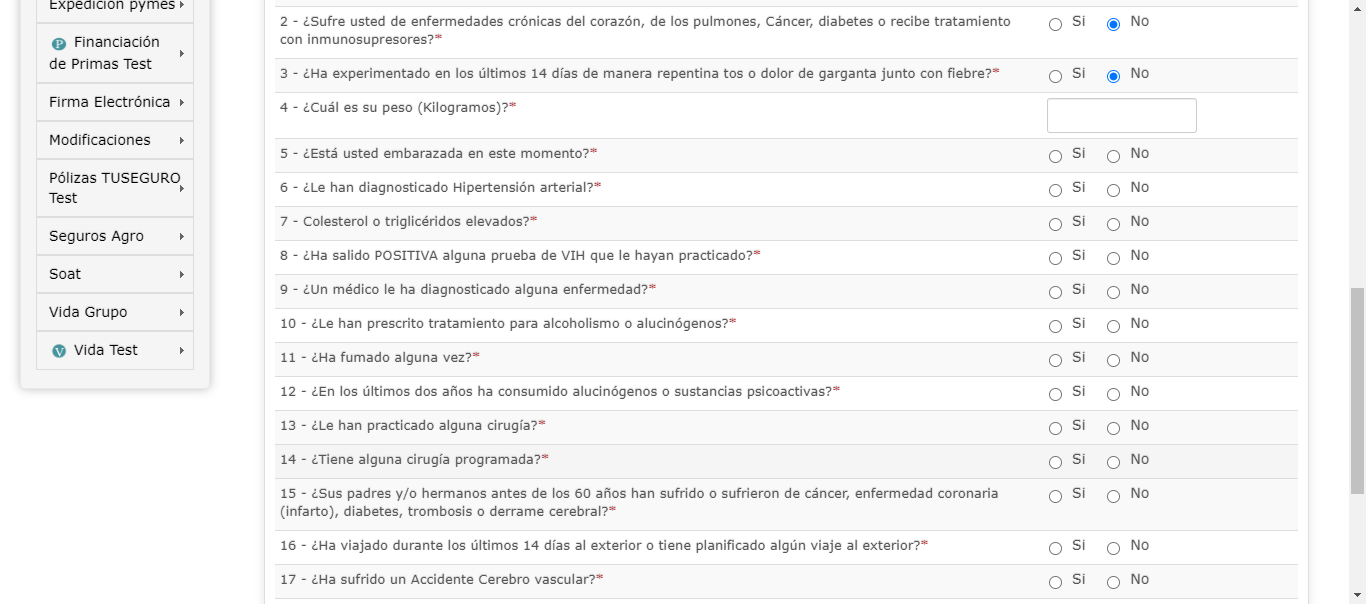 Expedición pymes
Financiación
de Primas Test
Firma Electrónica
Modificaciones
Pólizas TUSEGURO
Test
Seguros Agro
Soat
Vida Grupo
V Vida Test
2 - ¿Sufre usted de enfermedades crónicas del corazón, de los pulmones, Cáncer, diabetes o recibe tratamiento
con inmunosupresores?*
Si No
3 - ¿Ha experimentado en los últimos 14 días de manera repentina tos o dolor de garganta junto con fiebre?* Si No
4 - ¿Cuál es su peso (Kilogramos)?*
5 - ¿Está usted embarazada en este momento?* Si No
6 - ¿Le han diagnosticado Hipertensión arterial?* Si No
7 - Colesterol o triglicéridos elevados?* Si No
8 - ¿Ha salido POSITIVA alguna prueba de VIH que le hayan practicado?* Si No
9 - ¿Un médico le ha diagnosticado alguna enfermedad?* Si No
10 - ¿Le han prescrito tratamiento para alcoholismo o alucinógenos?* Si No
11 - ¿Ha fumado alguna vez?* Si No
12 - ¿En los últimos dos años ha consumido alucinógenos o sustancias psicoactivas?* Si No
13 - ¿Le han practicado alguna cirugía?* Si No
14 - ¿Tiene alguna cirugía programada?* Si No
15 - ¿Sus padres y/o hermanos antes de los 60 años han sufrido o sufrieron de cáncer, enfermedad coronaria
(infarto), diabetes, trombosis o derrame cerebral?*
Si No
16 - ¿Ha viajado durante los últimos 14 días al exterior o tiene planificado algún viaje al exterior?* Si No
17 - ¿Ha sufrido un Accidente Cerebro vascular?* Si No